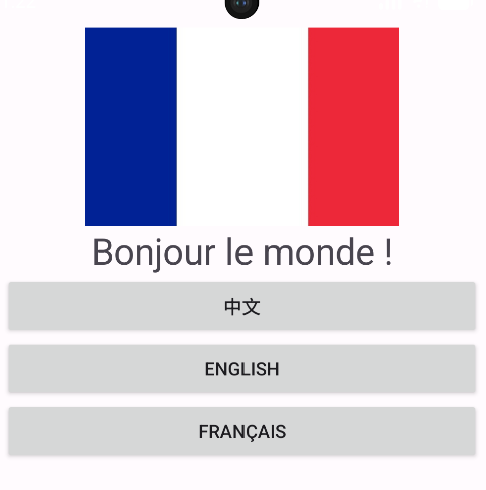 Bonjour le monde !
中文
ENGLISH
FRANÇAIS